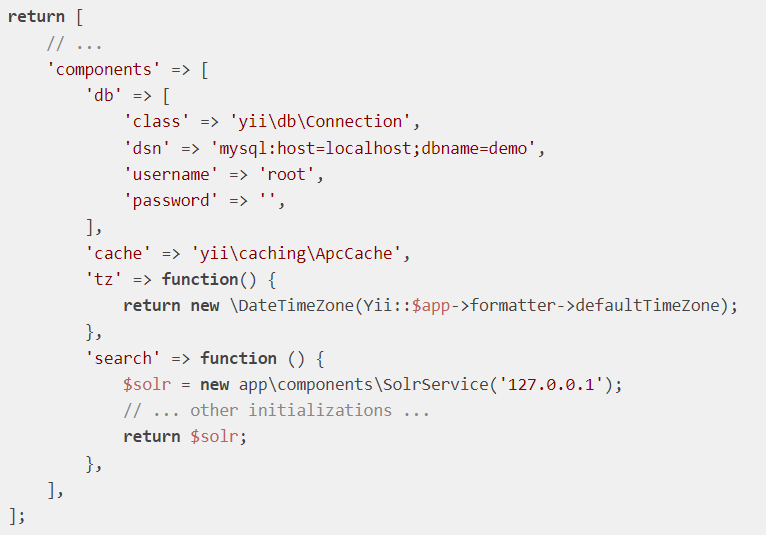 return [
    // ...
    'components' => [
        'db' => [
            'class' => 'yii\db\Connection',
            'dsn' => 'mysql:host=localhost;dbname=demo',
            'username' => 'root',
            'password' => '',
        ],
        'cache' => 'yii\caching\ApcCache',
        'tz' => function() {
            return new \DateTimeZone(Yii::$app->formatter->defaultTimeZone);
        },
        'search' => function () {
            $solr = new app\components\SolrService('127.0.0.1');
            // ... other initializations ...
            return $solr;
        },
    ],
];